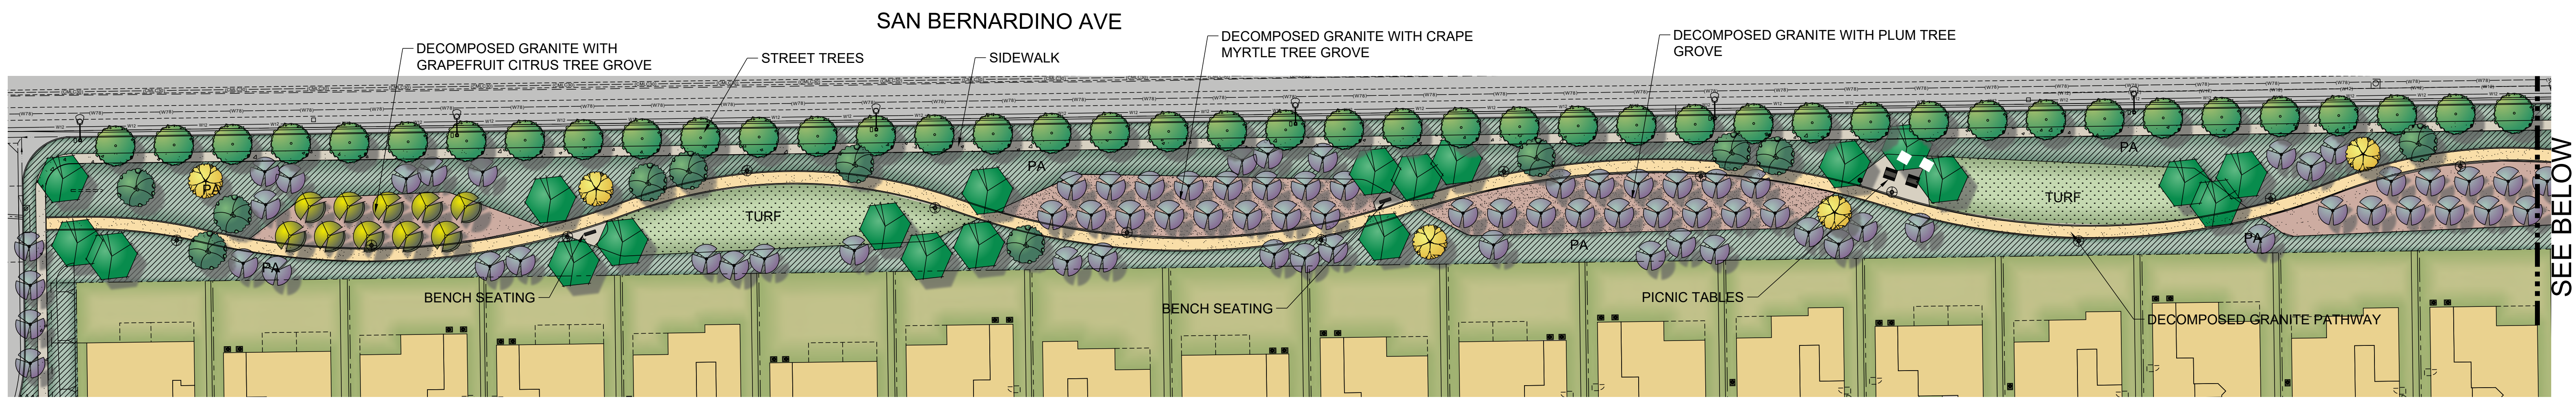 SAN BERNARDINO AVE
DECOMPOSED GRANITE WITH
GRAPEFRUIT CITRUS TREE GROVE
STREET TREES
SIDEWALK
DECOMPOSED GRANITE WITH CRAPE
MYRTLE TREE GROVE
DECOMPOSED GRANITE WITH PLUM TREE
GROVE
PA
PA
PA
TURF
TURF
PA
PA
PA
BENCH SEATING
BENCH SEATING
PICNIC TABLES
DECOMPOSED GRANITE PATHWAY
SEE BELOW